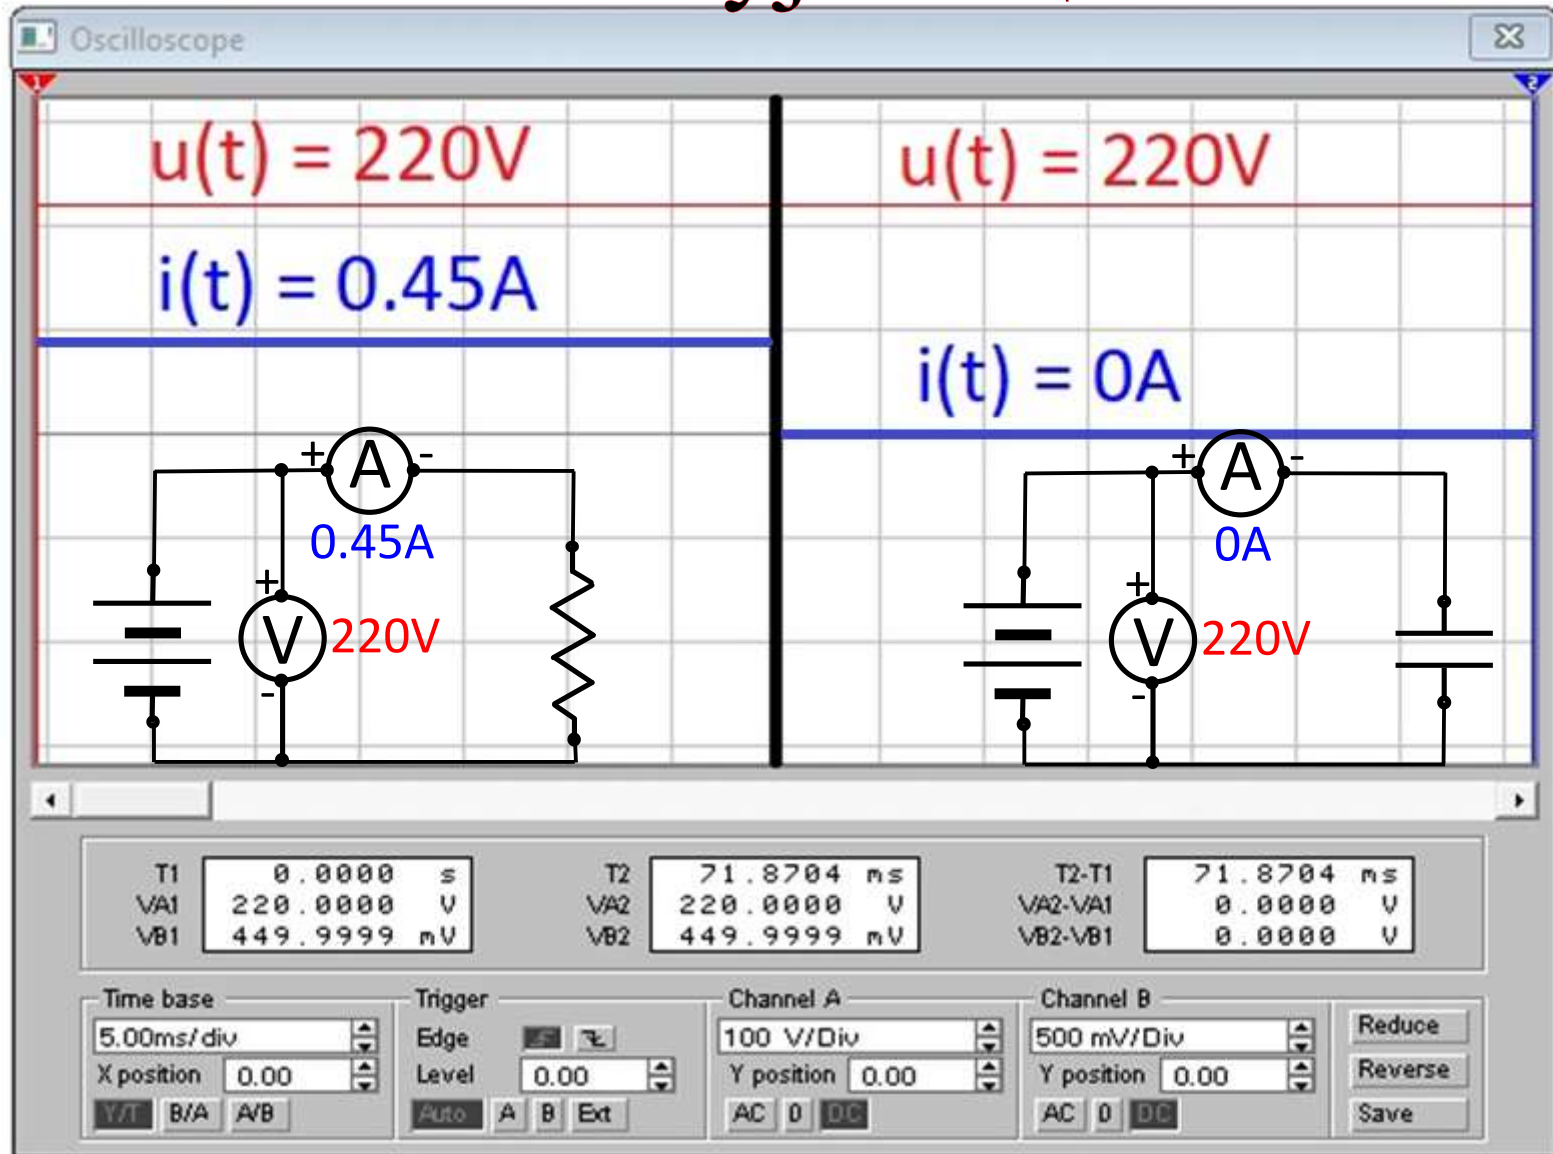 Oscilloscope
1
2
u(t) = 220V
u(t) = 220V
i(t) = 0.45A
i(t) = 0A
+ A -
0.45A
+
V 220V
-
+ A -
0A
+
V 220V
-
T1 0.0000 s
VA1 220.0000 V
VB1 449.9999 mV
T2 71.8704 ms
VA2 220.0000 V
VB2 449.9999 mV
T2-T1 71.8704 ms
VA2-VA1 0.0000 V
VB2-VB1 0.0000 V
Time base
5.00ms/div
X position 0.00
Y/T B/A A/B
Trigger
Edge
Level 0.00
Auto A B Ext
Channel A
100 V/Div
Y position 0.00
AC 0 DC
Channel B
500 mV/Div
Y position 0.00
AC 0 DC
Reduce
Reverse
Save